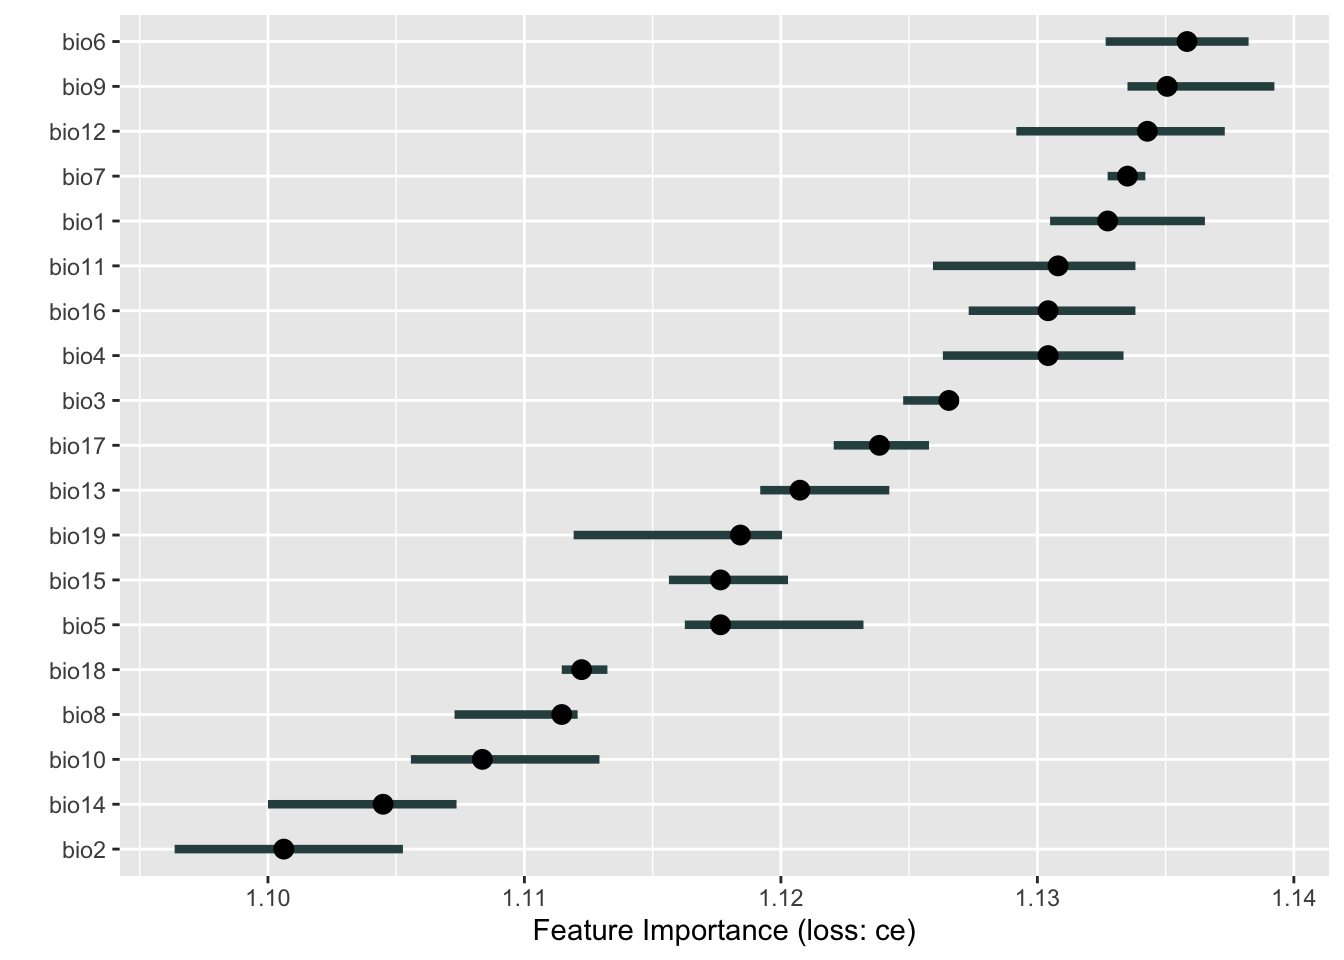 bio6
bio9
bio12
bio7
bio1
bio11
bio16
bio4
bio3
bio17
bio13
bio19
bio15
bio5
bio18
bio8
bio10
bio14
bio2
1.10 1.11 1.12 1.13 1.14
Feature Importance (loss: ce)